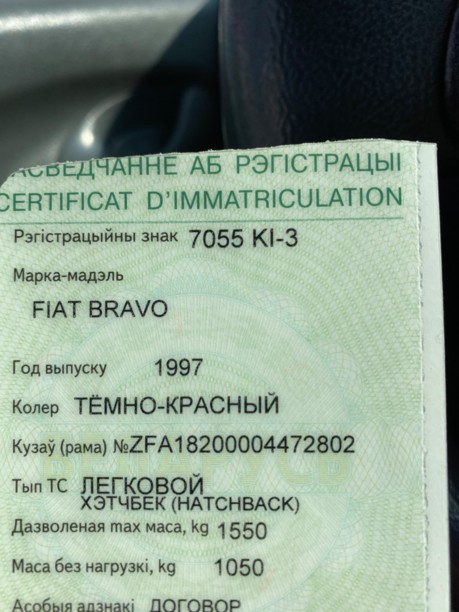 АСВЕДЧАННЕ АБ РЭГІСТРАЦЫІ
CERTIFICAT D'IMMATRICULATION
Рэгістрацыйны знак 7055 KI-3
Марка-мадэль
FIAT BRAVO
Год выпуску 1997
Колер ТЁМНО-КРАСНЫЙ
Кузаў (рама) №ZFA18200004472802
Тып ТС ЛЕГКОВОЙ
ХЭТЧБЕК (HATCHBACK)
Дазволеная max маса, kg 1550
Маса без нагрузкі, kg 1050
Асобыя адзнакі ДОГОВОР